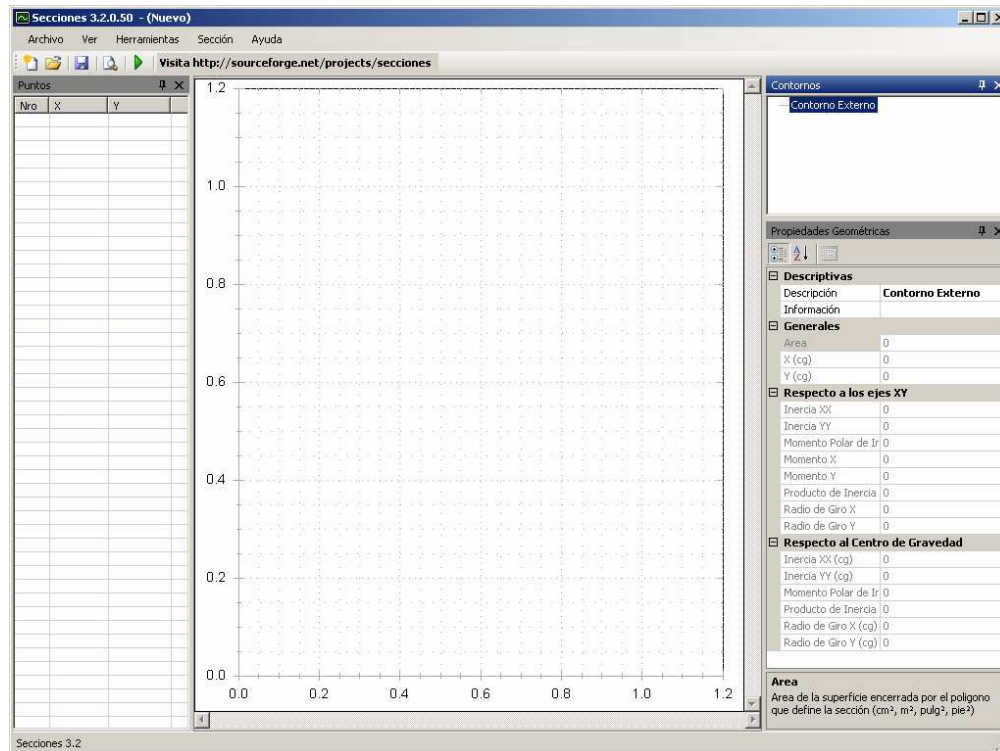 Secciones 3.2.0.50 - (Nuevo)
Archivo Ver Herramientas Sección Ayuda
Visita http://sourceforge.net/projects/secciones
Puntos
Nro X Y
1.2
1.0
0.8
0.6
0.4
0.2
0.0
0.0 0.2 0.4 0.6 0.8 1.0 1.2
Contornos
Contorno Externo
Propiedades Geométricas
Descriptivas
Descripción Contorno Externo
Información
Generales
Area 0
X (cg) 0
Y (cg) 0
Respecto a los ejes XY
Inercia XX 0
Inercia YY 0
Momento Polar de Ir 0
Momento X 0
Momento Y 0
Producto de Inercia 0
Radio de Giro X 0
Radio de Giro Y 0
Respecto al Centro de Gravedad
Inercia XX (cg) 0
Inercia YY (cg) 0
Momento Polar de Ir 0
Producto de Inercia 0
Radio de Giro X (cg) 0
Radio de Giro Y (cg) 0
Area
Area de la superficie encerrada por el poligono
que define la sección (cm², m², pulg², pie²)
Secciones 3.2